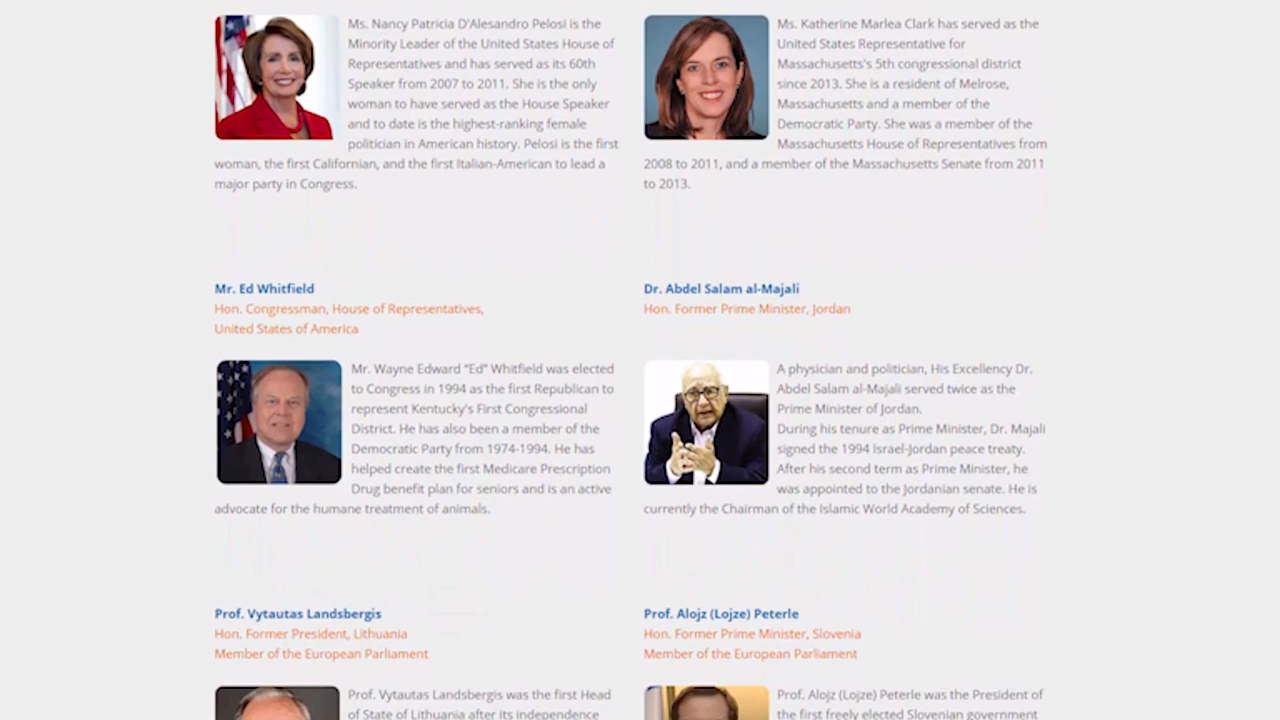 Ms. Nancy Patricia D'Alesandro Pelosi is the
Minority Leader of the United States House of
Representatives and has served as its 60th
Speaker from 2007 to 2011. She is the only
woman to have served as the House Speaker
and to date is the highest-ranking female
politician in American history. Pelosi is the first
woman, the first Californian, and the first Italian-American to lead a
major party in Congress.
Ms. Katherine Marlea Clark has served as the
United States Representative for
Massachusetts's 5th congressional district
since 2013. She is a resident of Melrose,
Massachusetts and a member of the
Democratic Party. She was a member of the
Massachusetts House of Representatives from
2008 to 2011, and a member of the Massachusetts Senate from 2011
to 2013.
Mr. Ed Whitfield
Hon. Congressman, House of Representatives,
United States of America
Mr. Wayne Edward “Ed” Whitfield was elected
to Congress in 1994 as the first Republican to
represent Kentucky's First Congressional
District. He has also been a member of the
Democratic Party from 1974-1994. He has
helped create the first Medicare Prescription
Drug benefit plan for seniors and is an active
advocate for the humane treatment of animals.
Dr. Abdel Salam al-Majali
Hon. Former Prime Minister, Jordan
A physician and politician, His Excellency Dr.
Abdel Salam al-Majali served twice as the
Prime Minister of Jordan.
During his tenure as Prime Minister, Dr. Majali
signed the 1994 Israel-Jordan peace treaty.
After his second term as Prime Minister, he
was appointed to the Jordanian senate. He is
currently the Chairman of the Islamic World Academy of Sciences.
Prof. Vytautas Landsbergis
Hon. Former President, Lithuania
Member of the European Parliament
Prof. Vytautas Landsbergis was the first Head
of State of Lithuania after its independence
Prof. Alojz (Lojze) Peterle
Hon. Former Prime Minister, Slovenia
Member of the European Parliament
Prof. Alojz (Lojze) Peterle was the President of
the first freely elected Slovenian government